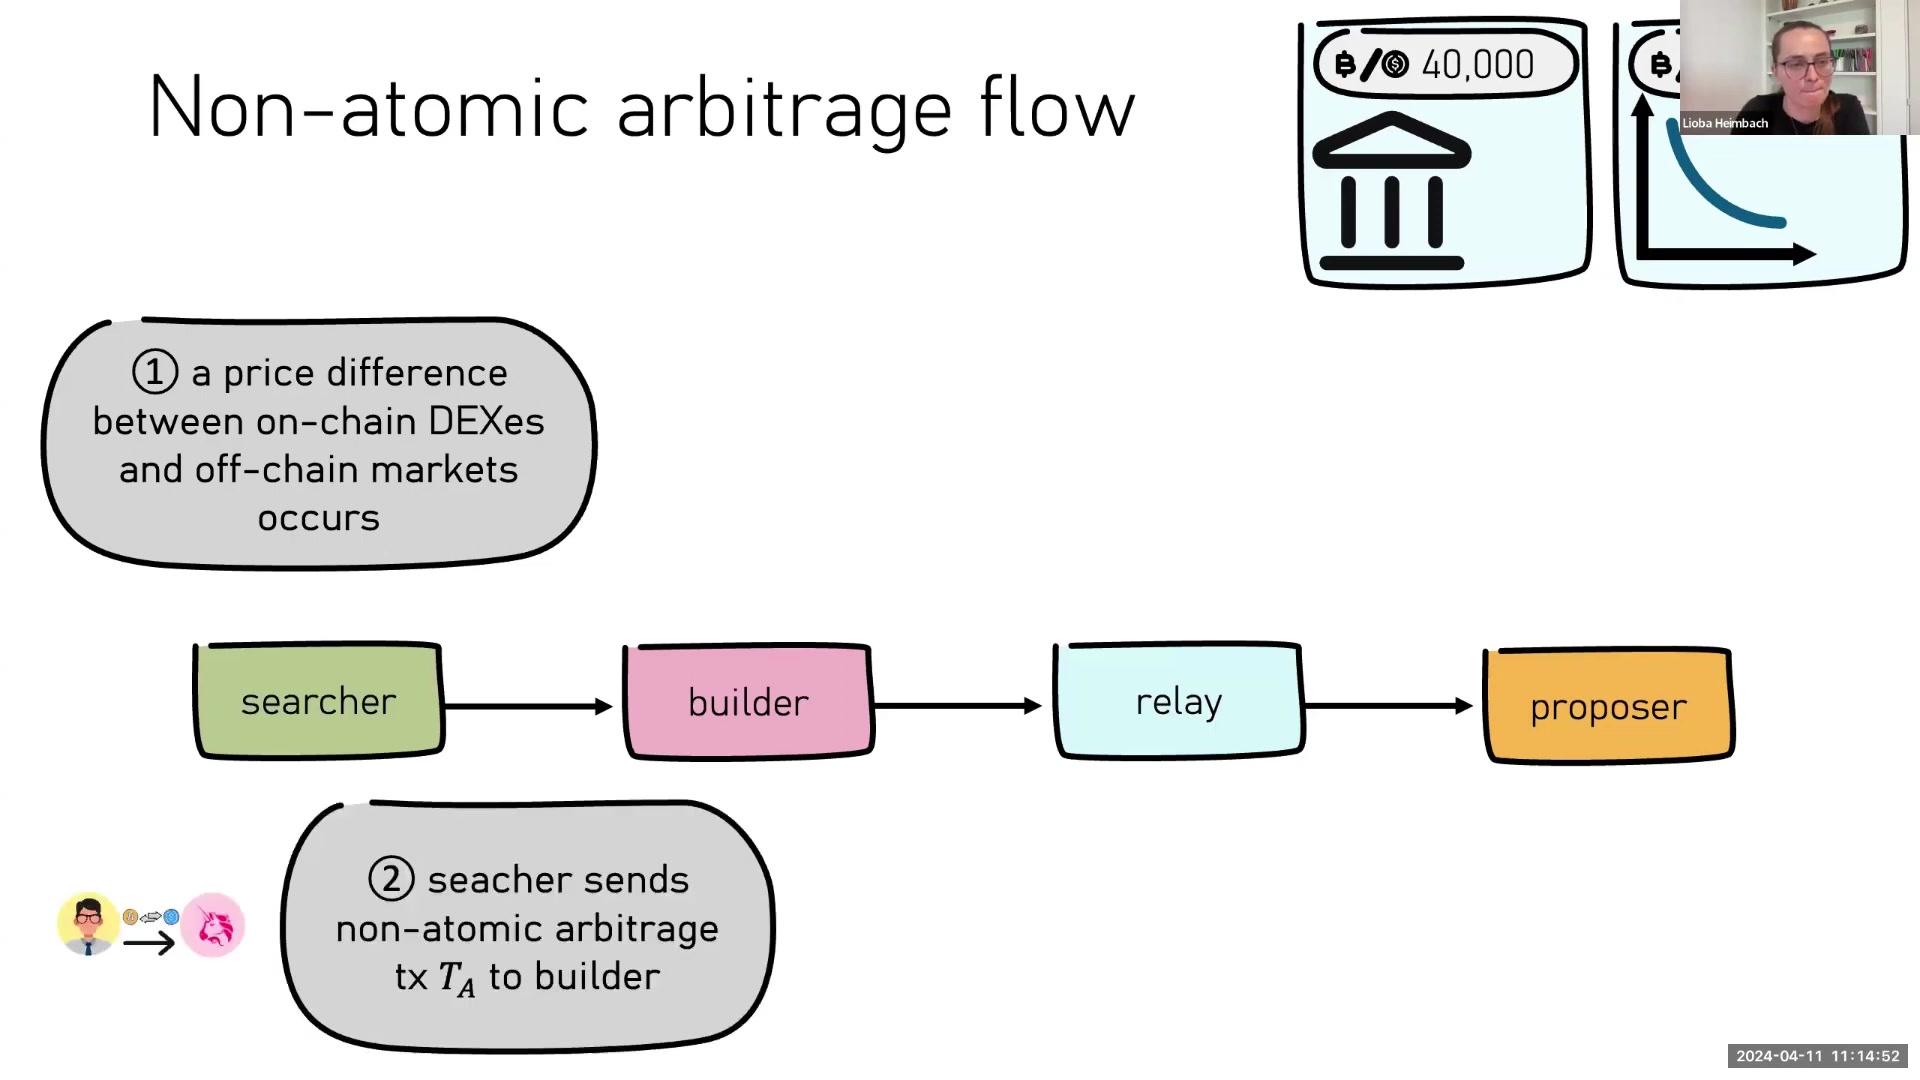 Non-atomic arbitrage flow
40,000
Lioba Heimbach
① a price difference
between on-chain DEXes
and off-chain markets
occurs
searcher
builder
relay
proposer
② seacher sends
non-atomic arbitrage
tx T_A to builder
2024-04-11 11:14:52